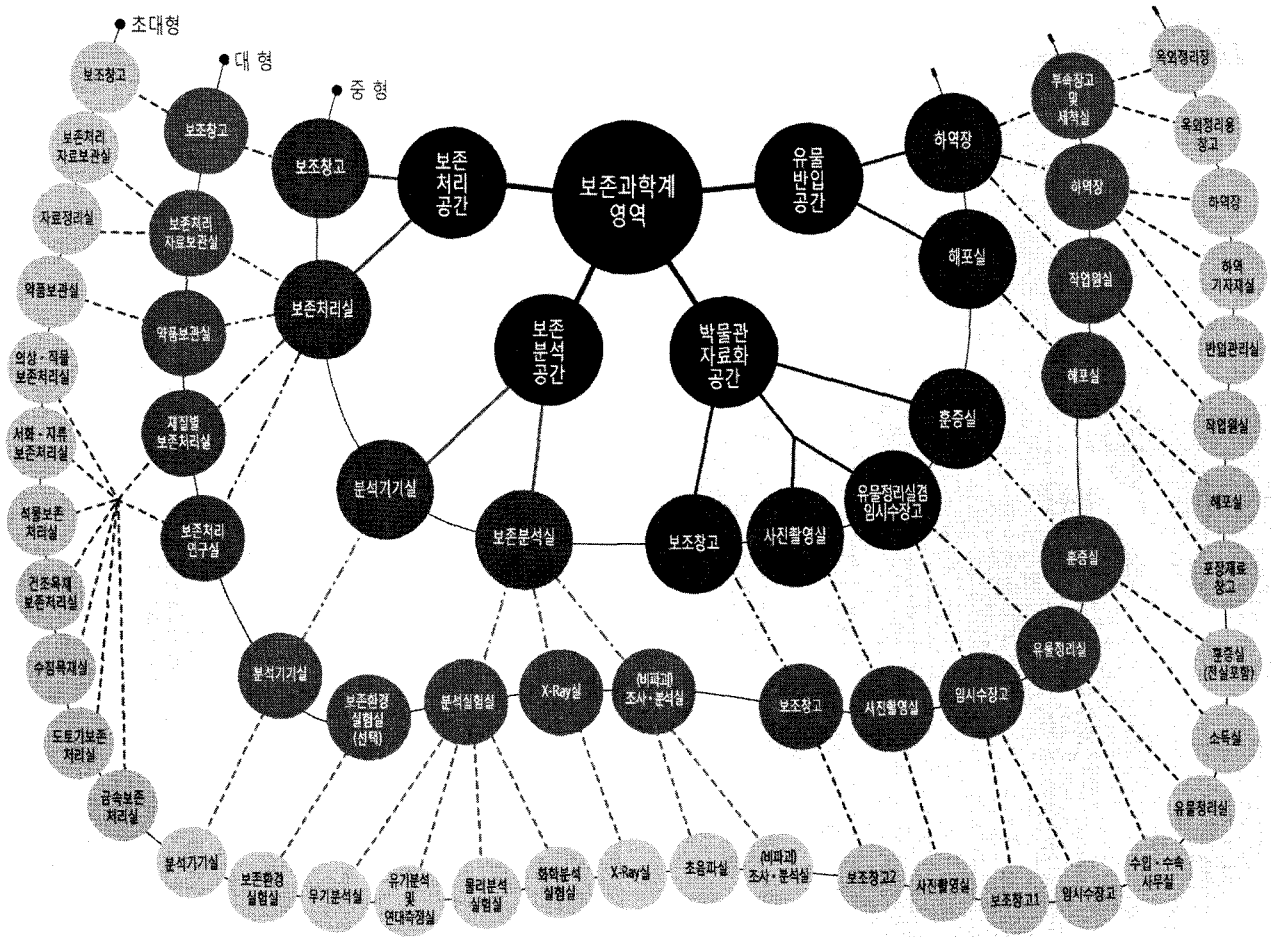 초대형
대 형
중 형
보존과학계
영역
보존
처리
공간
유물
반입
공간
보존
분석
공간
박물관
자료화
공간
보조창고
보존처리실
분석기기실
보존분석실
보조창고
사진촬영실
유물정리실겸
임시수장고
훈증실
해포실
하역장
보조창고
보존처리
자료보관실
약품보관실
재질별
보존처리실
보존처리
연구실
분석기기실
보존환경
실험실
(선택)
분석실험실
X-Ray실
(비파괴)
조사·분석실
보조창고
사진촬영실
임시수장고
유물정리실
훈증실
해포실
작업원실
하역장
부속창고
및
세척실
보조창고
보존처리
자료보관실
자료정리실
약품보관실
의상·직물
보존처리실
서화·지류
보존처리실
석물보존
처리실
건조목재
보존처리실
수침목재실
도토기보존
처리실
금속보존
처리실
분석기기실
보존환경
실험실
무기분석실
유기분석
및
연대측정실
물리분석
실험실
화학분석
실험실
X-Ray실
초음파실
(비파괴)
조사·분석실
보조창고2
사진촬영실
보조창고1
임시수장고
수입·수속
사무실
유물정리실
소독실
훈증실
(전실포함)
포장재료
창고
해포실
작업원실
반입관리실
하역
기자재실
하역장
옥외정리용
창고
옥외정리장